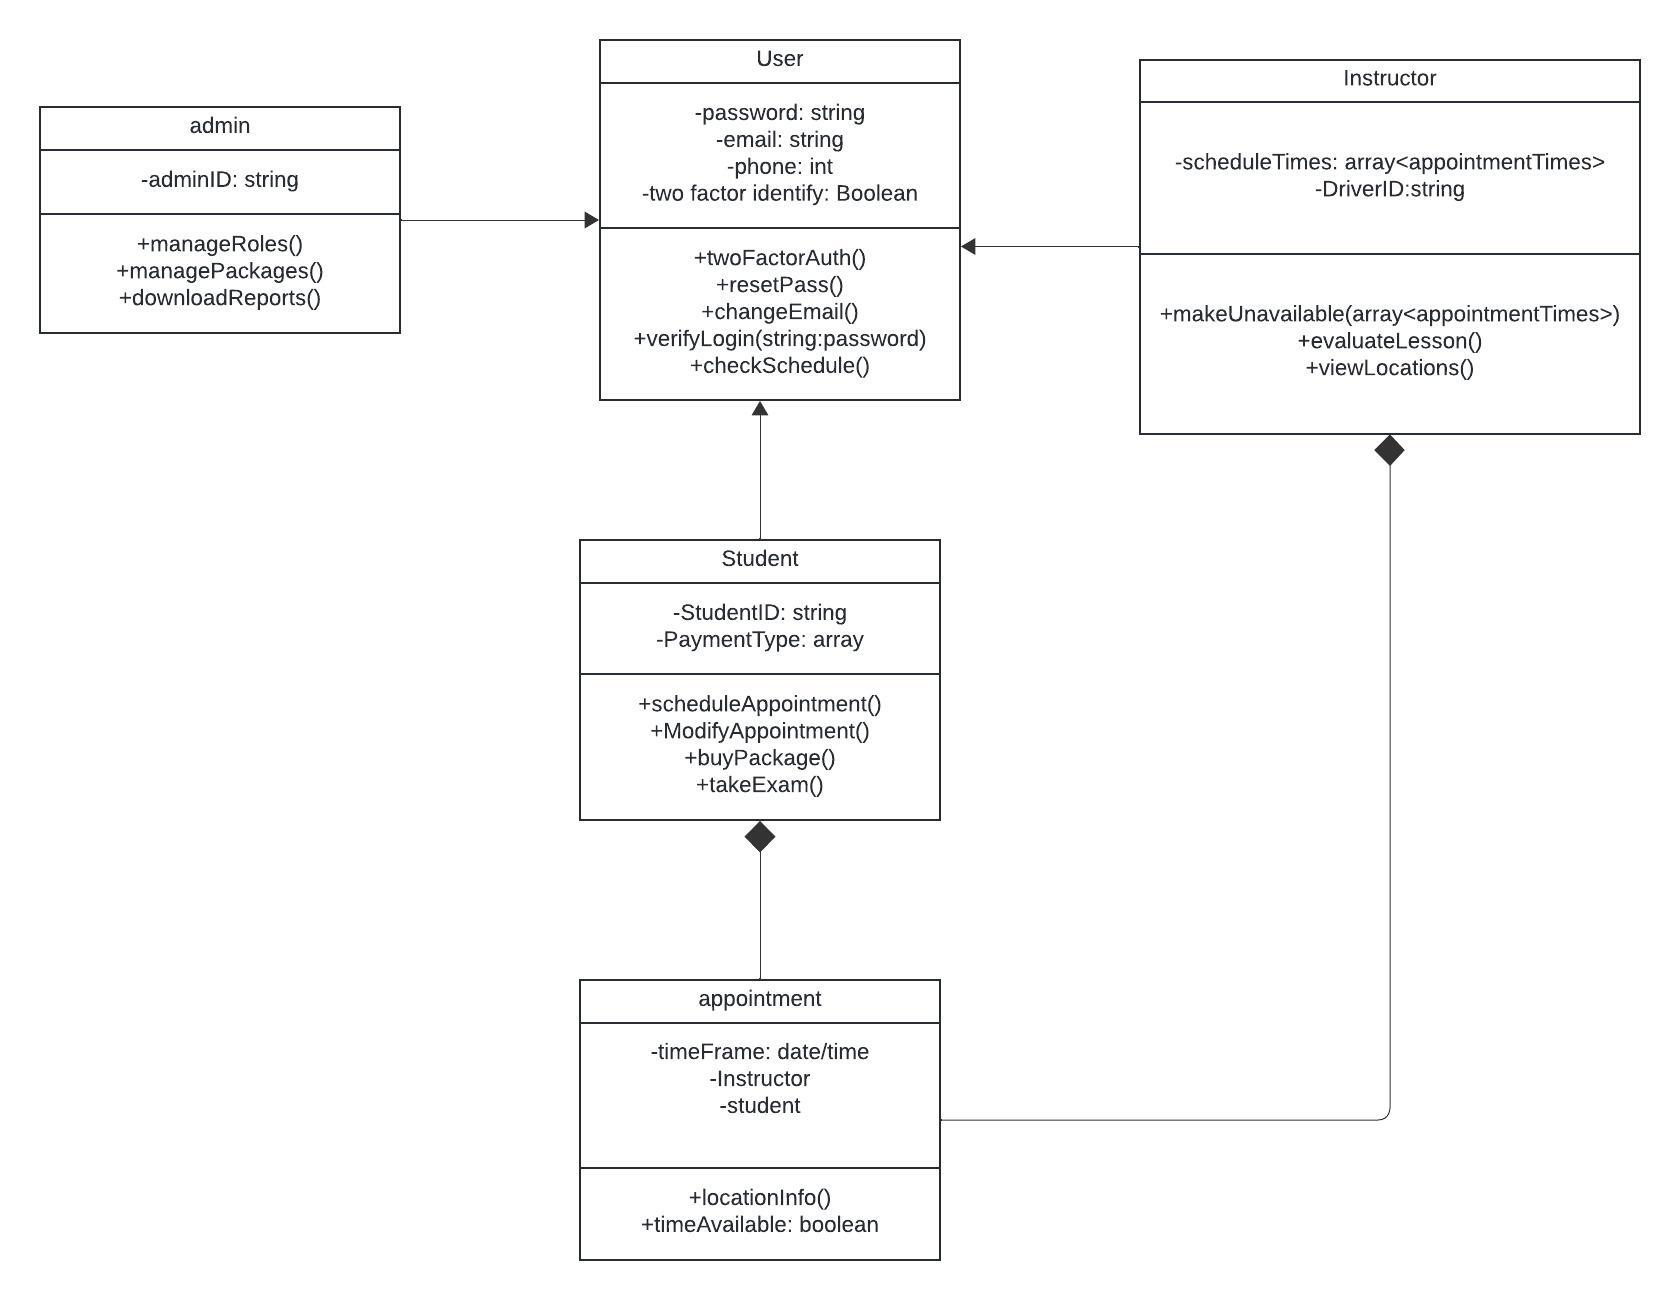 User
-password: string
-email: string
-phone: int
-two factor identify: Boolean
+twoFactorAuth()
+resetPass()
+changeEmail()
+verifyLogin(string:password)
+checkSchedule()
Instructor
-scheduleTimes: array<appointmentTimes>
-DriverID:string
+makeUnavailable(array<appointmentTimes>)
+evaluateLesson()
+viewLocations()
admin
-adminID: string
+manageRoles()
+managePackages()
+downloadReports()
Student
-StudentID: string
-PaymentType: array
+scheduleAppointment()
+ModifyAppointment()
+buyPackage()
+takeExam()
appointment
-timeFrame: date/time
-Instructor
-student
+locationInfo()
+timeAvailable: boolean